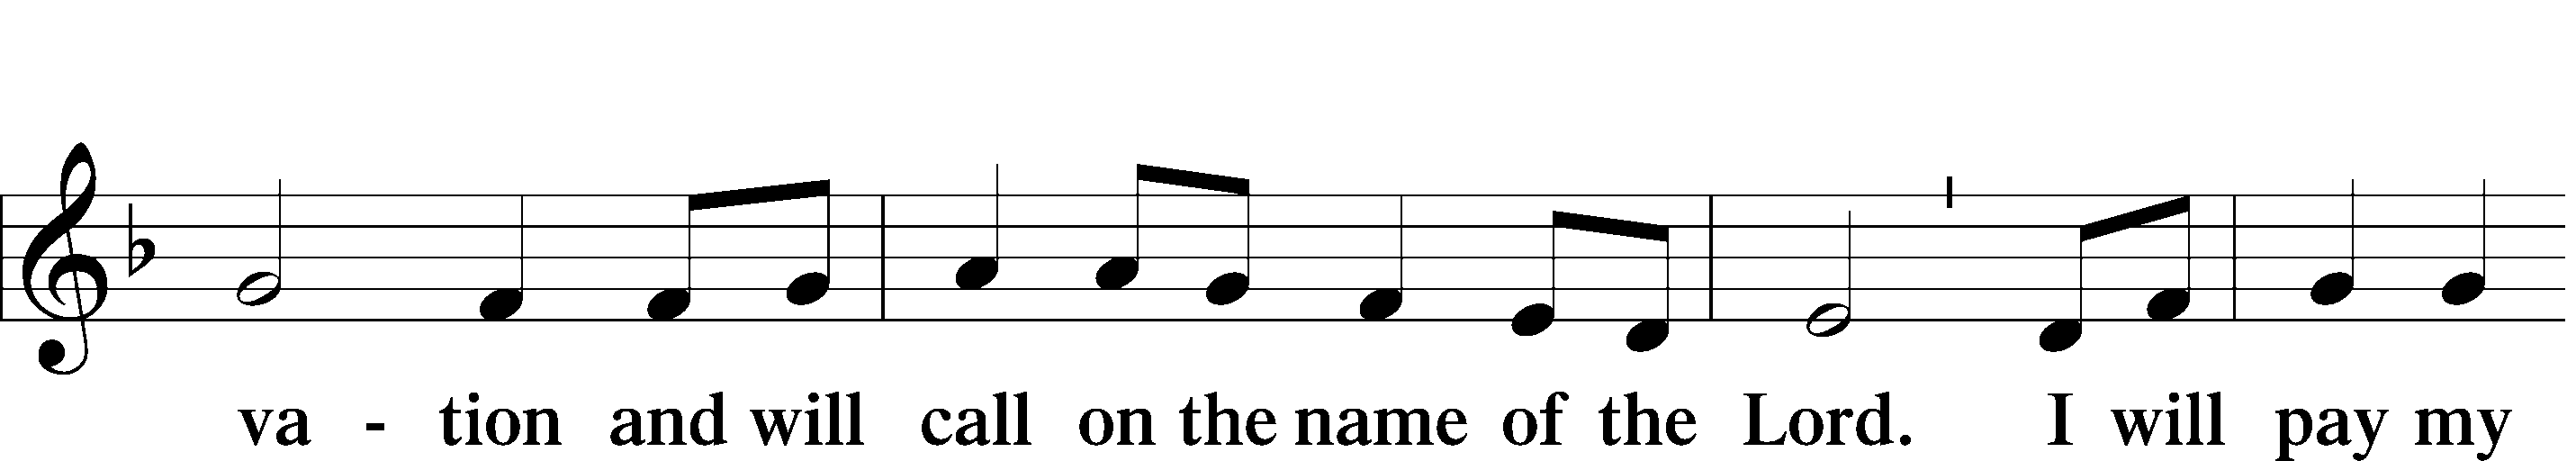 va - tion and will call on the name of the Lord. I will pay my